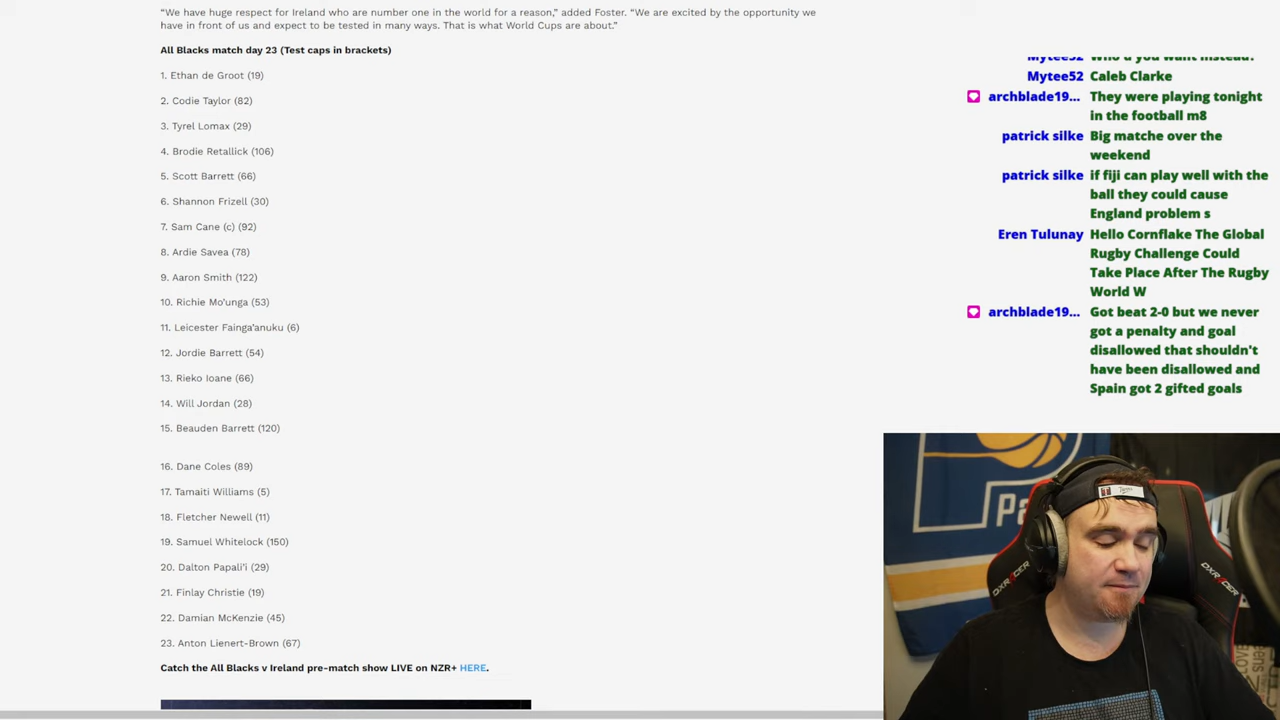 “We have huge respect for Ireland who are number one in the world for a reason,” added Foster. “We are excited by the opportunity we
have in front of us and expect to be tested in many ways. That is what World Cups are about.”
All Blacks match day 23 (Test caps in brackets)
1. Ethan de Groot (19)
2. Codie Taylor (82)
3. Tyrel Lomax (29)
4. Brodie Retallick (106)
5. Scott Barrett (66)
6. Shannon Frizell (30)
7. Sam Cane (c) (92)
8. Ardie Savea (78)
9. Aaron Smith (122)
10. Richie Mo’unga (53)
11. Leicester Fainga’anuku (6)
12. Jordie Barrett (54)
13. Rieko Ioane (66)
14. Will Jordan (28)
15. Beauden Barrett (120)
16. Dane Coles (89)
17. Tamaiti Williams (5)
18. Fletcher Newell (11)
19. Samuel Whitelock (150)
20. Dalton Papali’i (29)
21. Finlay Christie (19)
22. Damian McKenzie (45)
23. Anton Lienert-Brown (67)
Catch the All Blacks v Ireland pre-match show LIVE on NZR+ HERE.
Mytee52 Who'd you want instead?
Mytee52 Caleb Clarke
archblade19... They were playing tonight
in the football m8
patrick silke Big matche over the
weekend
patrick silke if fiji can play well with the
ball they could cause
England problem s
Eren Tulunay Hello Cornflake The Global
Rugby Challenge Could
Take Place After The Rugby
World W
archblade19... Got beat 2-0 but we never
got a penalty and goal
disallowed that shouldn't
have been disallowed and
Spain got 2 gifted goals
Pa
DXRACER
DXRACER